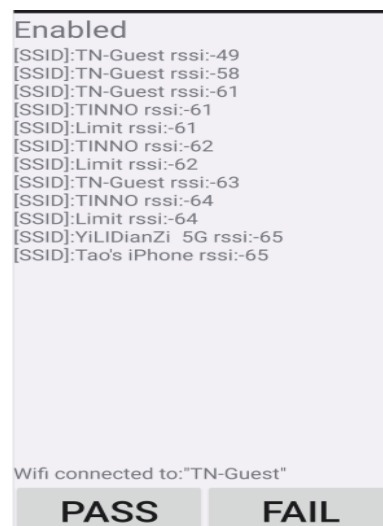 Enabled
[SSID]:TN-Guest rssi:-49
[SSID]:TN-Guest rssi:-58
[SSID]:TN-Guest rssi:-61
[SSID]:TINNO rssi:-61
[SSID]:Limit rssi:-61
[SSID]:TINNO rssi:-62
[SSID]:Limit rssi:-62
[SSID]:TN-Guest rssi:-63
[SSID]:TINNO rssi:-64
[SSID]:Limit rssi:-64
[SSID]:YiLIDianZi 5G rssi:-65
[SSID]:Tao's iPhone rssi:-65
Wifi connected to:"TN-Guest"
PASS FAIL